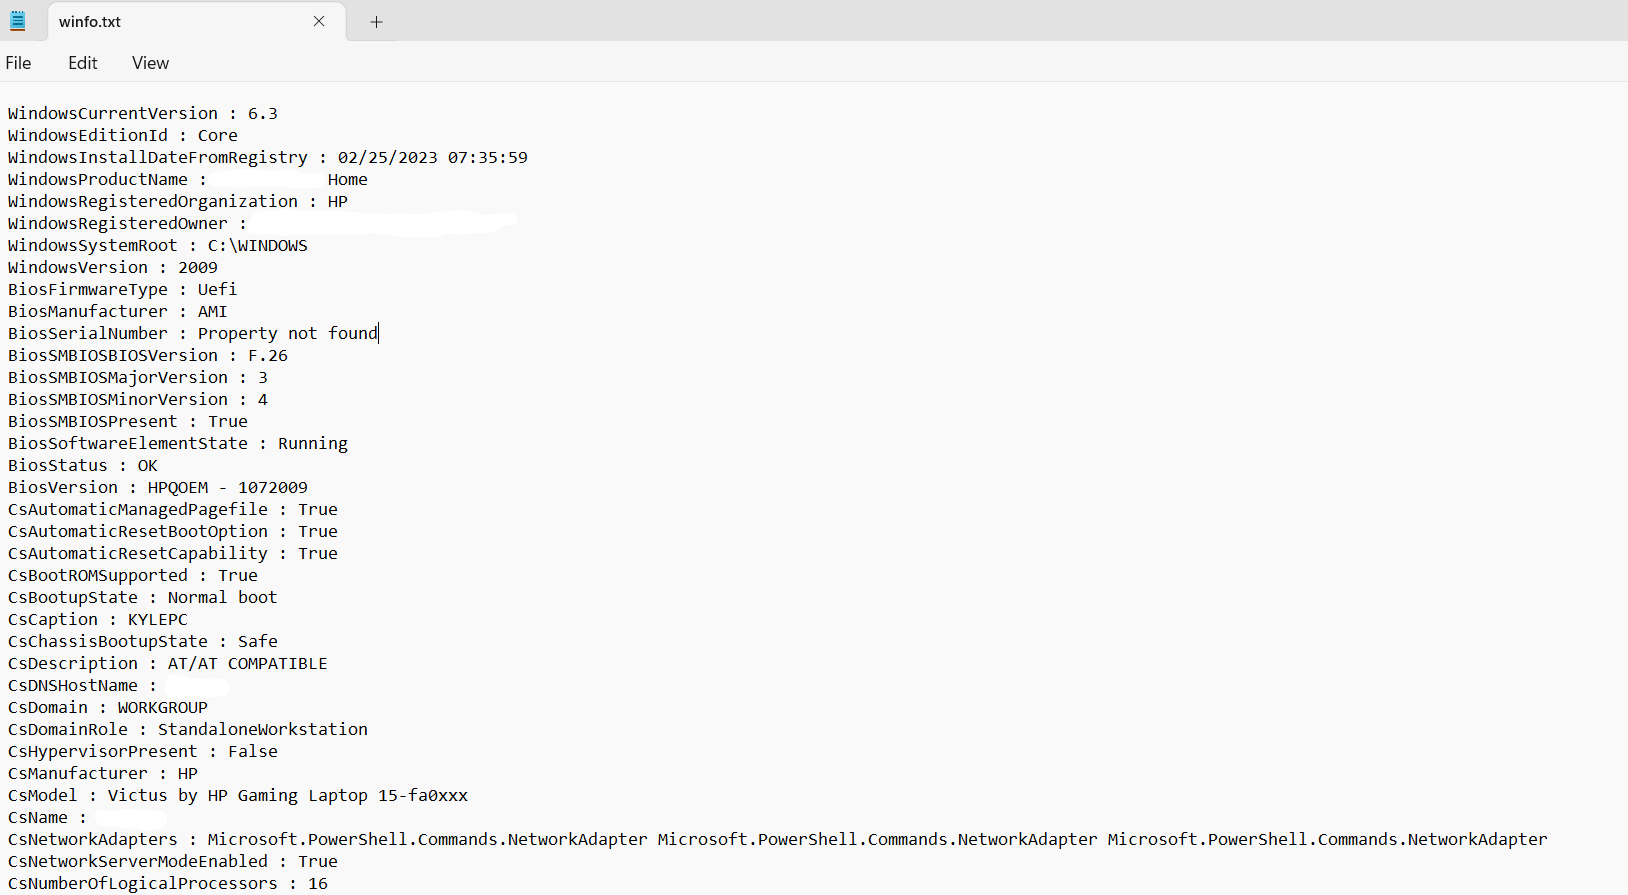 winfo.txt
File Edit View
WindowsCurrentVersion : 6.3
WindowsEditionId : Core
WindowsInstallDateFromRegistry : 02/25/2023 07:35:59
WindowsProductName : Home
WindowsRegisteredOrganization : HP
WindowsRegisteredOwner :
WindowsSystemRoot : C:\WINDOWS
WindowsVersion : 2009
BiosFirmwareType : Uefi
BiosManufacturer : AMI
BiosSerialNumber : Property not found
BiosSMBIOSBIOSVersion : F.26
BiosSMBIOSMajorVersion : 3
BiosSMBIOSMinorVersion : 4
BiosSMBIOSPresent : True
BiosSoftwareElementState : Running
BiosStatus : OK
BiosVersion : HPQOEM - 1072009
CsAutomaticManagedPagefile : True
CsAutomaticResetBootOption : True
CsAutomaticResetCapability : True
CsBootROMSupported : True
CsBootupState : Normal boot
CsCaption : KYLEPC
CsChassisBootupState : Safe
CsDescription : AT/AT COMPATIBLE
CsDNSHostName :
CsDomain : WORKGROUP
CsDomainRole : StandaloneWorkstation
CsHypervisorPresent : False
CsManufacturer : HP
CsModel : Victus by HP Gaming Laptop 15-fa0xxx
CsName :
CsNetworkAdapters : Microsoft.PowerShell.Commands.NetworkAdapter Microsoft.PowerShell.Commands.NetworkAdapter Microsoft.PowerShell.Commands.NetworkAdapter
CsNetworkServerModeEnabled : True
CsNumberOfLogicalProcessors : 16